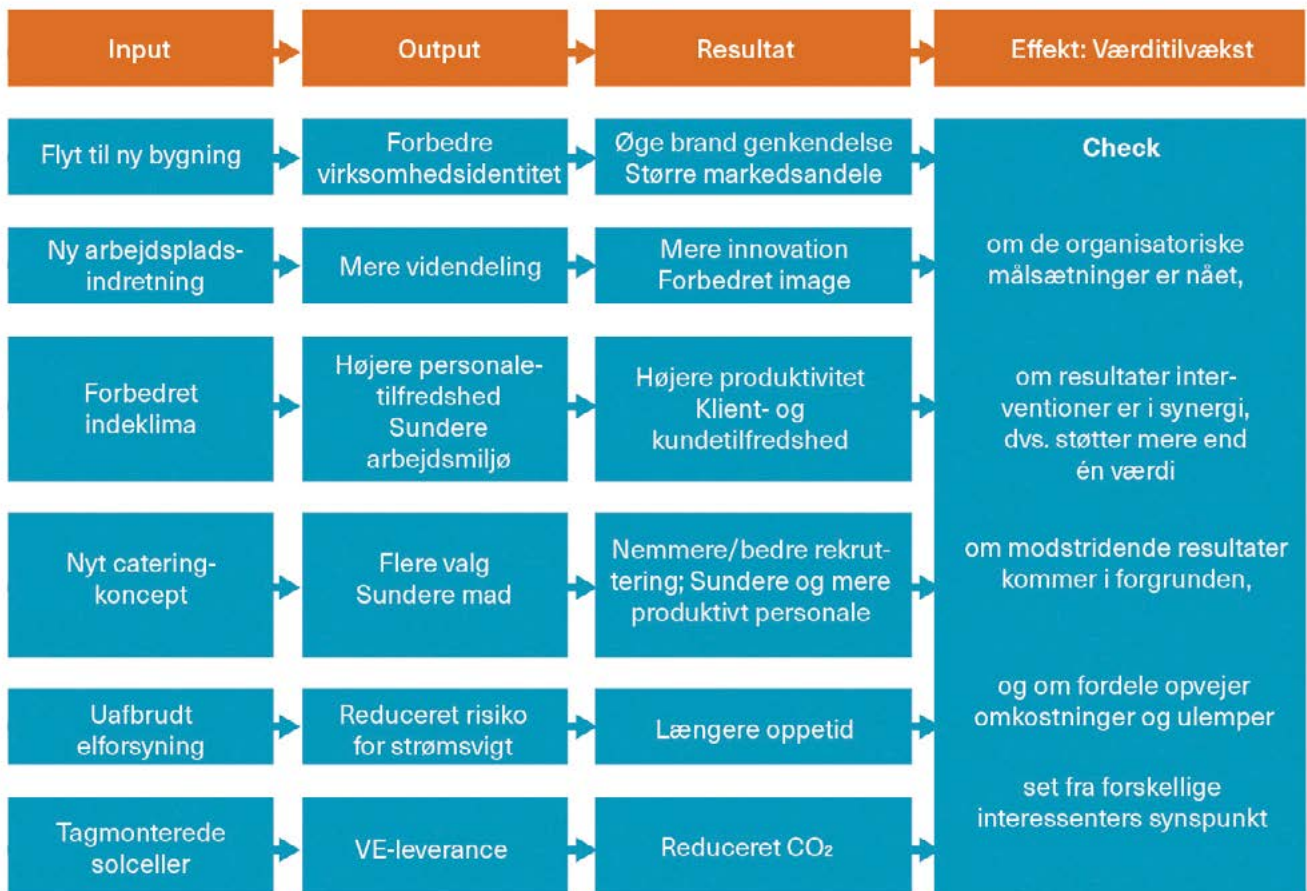 Input
Output
Resultat
Effekt: Værditilvækst
Flyt til ny bygning
Forbedre
virksomhedsidentitet
Øge brand genkendelse
Større markedsandele
Ny arbejdsplads-
indretning
Mere videndeling
Mere innovation
Forbedret image
Forbedret
indeklima
Højere personale-
tilfredshed
Sundere
arbejdsmiljø
Højere produktivitet
Klient- og
kundetilfredshed
Nyt catering-
koncept
Flere valg
Sundere mad
Nemmere/bedre rekrut-
tering; Sundere og mere
produktivt personale
Uafbrudt
elforsyning
Reduceret risiko
for strømsvigt
Længere oppetid
Tagmonterede
solceller
VE-leverance
Reduceret CO₂
Check
om de organisatoriske
målsætninger er nået,
om resultater inter-
ventioner er i synergi,
dvs. støtter mere end
én værdi
om modstridende resultater
kommer i forgrunden,
og om fordele opvejer
omkostninger og ulemper
set fra forskellige
interessenters synspunkt